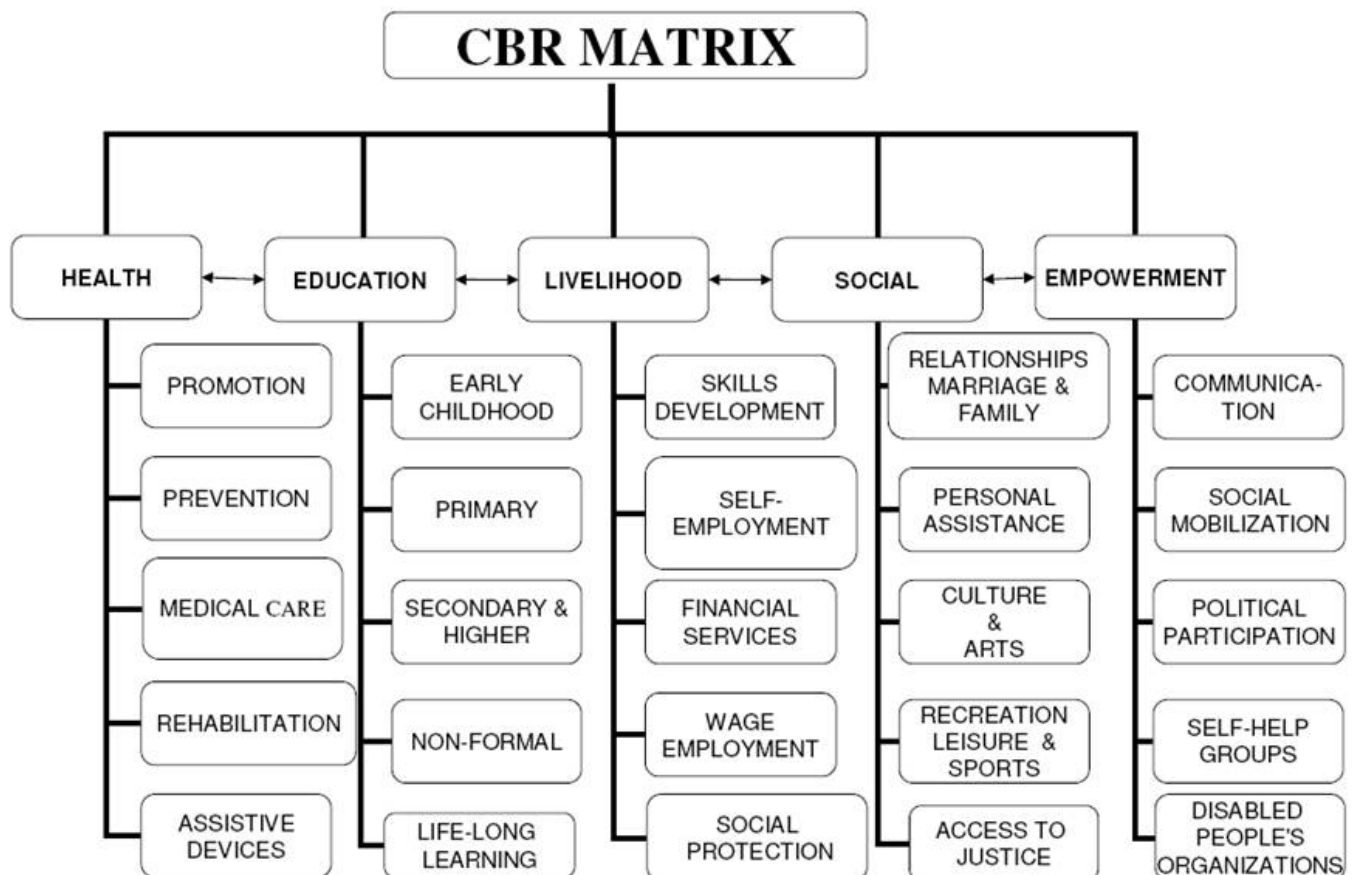 CBR MATRIX
HEALTH
EDUCATION
LIVELIHOOD
SOCIAL
EMPOWERMENT
PROMOTION
PREVENTION
MEDICAL CARE
REHABILITATION
ASSISTIVE
DEVICES
EARLY
CHILDHOOD
PRIMARY
SECONDARY &
HIGHER
NON-FORMAL
LIFE-LONG
LEARNING
SKILLS
DEVELOPMENT
SELF-
EMPLOYMENT
FINANCIAL
SERVICES
WAGE
EMPLOYMENT
SOCIAL
PROTECTION
RELATIONSHIPS
MARRIAGE &
FAMILY
PERSONAL
ASSISTANCE
CULTURE
&
ARTS
RECREATION
LEISURE &
SPORTS
ACCESS TO
JUSTICE
COMMUNICA-
TION
SOCIAL
MOBILIZATION
POLITICAL
PARTICIPATION
SELF-HELP
GROUPS
DISABLED
PEOPLE'S
ORGANIZATIONS